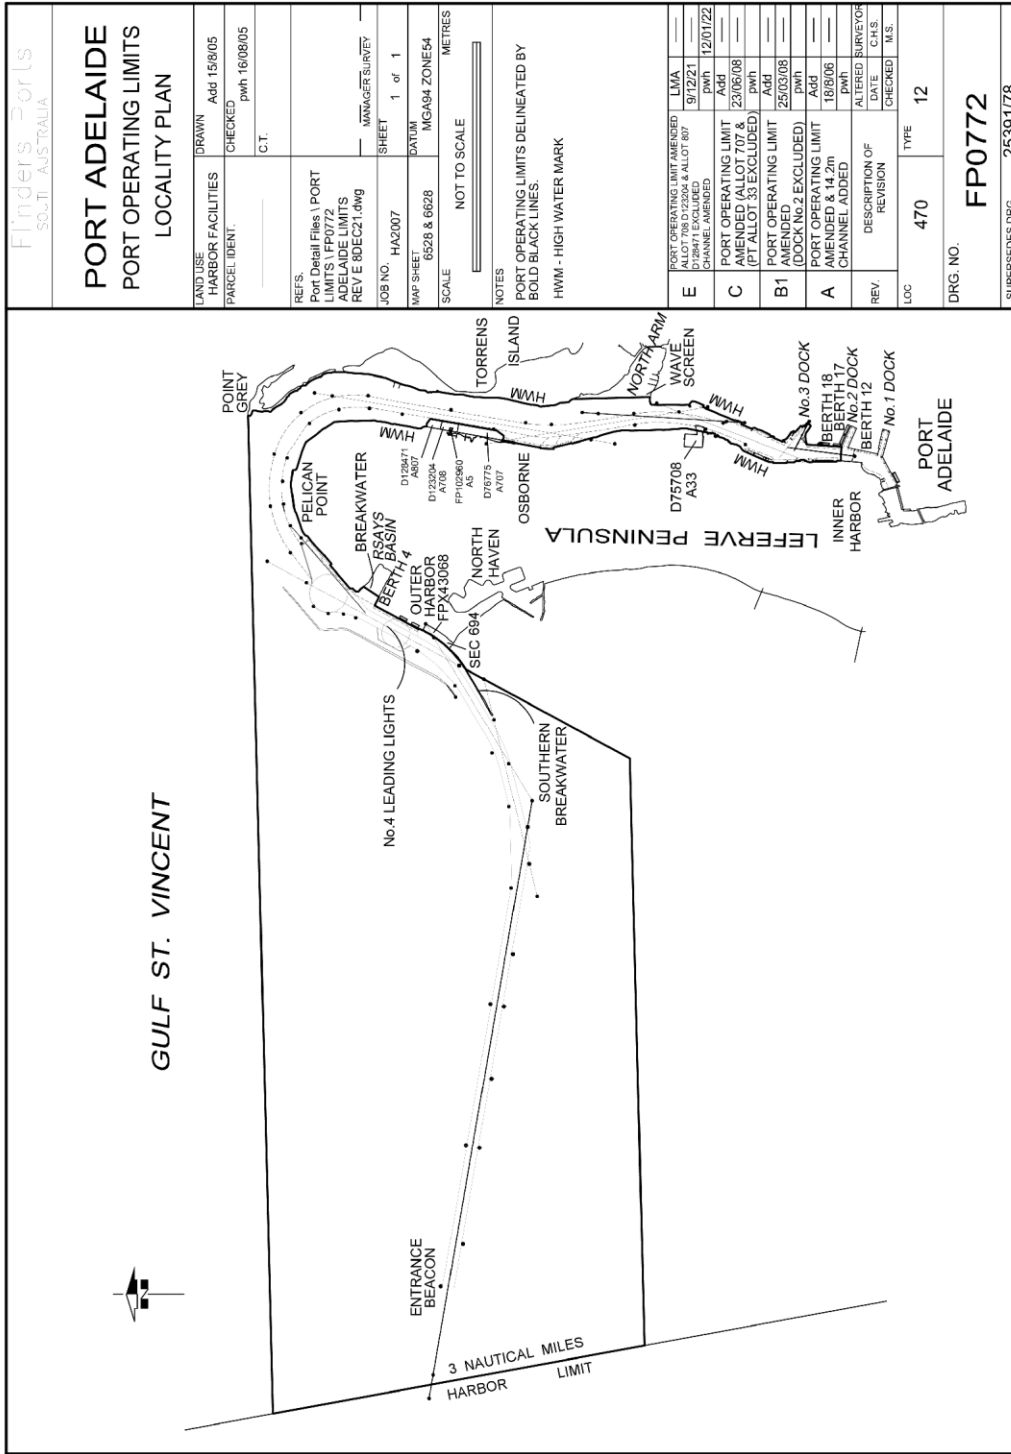 Flinders Ports
SOUTH AUSTRALIA
PORT ADELAIDE
PORT OPERATING LIMITS
LOCALITY PLAN
LAND USE
HARBOR FACILITIES
DRAWN
Add 15/8/05
PARCEL IDENT.
CHECKED
pwh 16/08/05
C.T.
REFS.
Port Detail Files \ PORT
LIMITS \ FP0772
ADELAIDE LIMITS
REV E 8DEC21.dwg
MANAGER SURVEY
JOB NO.
HA2007
SHEET
1 of 1
MAP SHEET
6528 & 6628
DATUM
MGA94 ZONE54
SCALE
NOT TO SCALE
METRES
NOTES
PORT OPERATING LIMITS DELINEATED BY
BOLD BLACK LINES.
HWM - HIGH WATER MARK
E
PORT OPERATING LIMIT AMENDED
ALLOT 708 D123204 & ALLOT 807
D128471 EXCLUDED
CHANNEL AMENDED
LMA
9/12/21
pwh
12/01/22
C
PORT OPERATING LIMIT
AMENDED (ALLOT 707 &
(PT ALLOT 33 EXCLUDED)
Add
23/06/08
pwh
B1
PORT OPERATING LIMIT
AMENDED
(DOCK No.2 EXCLUDED)
Add
25/03/08
pwh
A
PORT OPERATING LIMIT
AMENDED & 14.2m
CHANNEL ADDED
Add
18/8/06
pwh
REV.
DESCRIPTION OF
REVISION
ALTERED
DATE
CHECKED
SURVEYOR
C.H.S.
M.S.
LOC
470
TYPE
12
DRG. NO.
FP0772
SUPERSEDES DRG
25391/78
GULF ST. VINCENT
POINT
GREY
TORRENS
ISLAND
NORTH ARM
WAVE
SCREEN
HWM
HWM
HWM
HWM
No.3 DOCK
BERTH 18
BERTH 17
No.2 DOCK
BERTH 12
No.1 DOCK
PORT
ADELAIDE
INNER
HARBOR
PELICAN
POINT
D128471
A807
D123204
A708
FP102960
A5
D76775
A707
OSBORNE
D75708
A33
LEFERVE PENINSULA
BREAKWATER
RSAYS
BASIN
BERTH 4
OUTER
HARBOR
FPX43068
NORTH
HAVEN
SEC 694
No.4 LEADING LIGHTS
SOUTHERN
BREAKWATER
ENTRANCE
BEACON
3 NAUTICAL MILES
HARBOR LIMIT
N